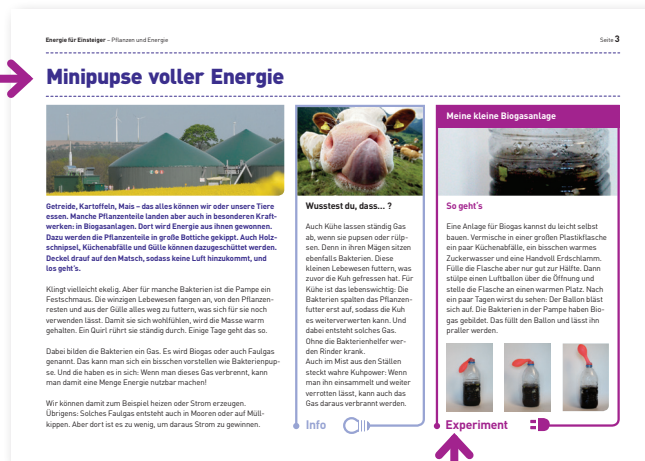 Energie für Einsteiger – Pflanzen und Energie
Seite 3
Minipupse voller Energie
Getreide, Kartoffeln, Mais – das alles können wir oder unsere Tiere
essen. Manche Pflanzenteile landen aber auch in besonderen Kraft-
werken: in Biogasanlagen. Dort wird Energie aus ihnen gewonnen.
Dazu werden die Pflanzenteile in große Bottiche gekippt. Auch Holz-
schnipsel, Küchenabfälle und Gülle können dazugeschüttet werden.
Deckel drauf auf den Matsch, sodass keine Luft hinzukommt, und
los geht's.
Klingt vielleicht ekelig. Aber für manche Bakterien ist die Pampe ein
Festschmaus. Die winzigen Lebewesen fangen an, von den Pflanzen-
resten und aus der Gülle alles weg zu futtern, was sich für sie noch
verwenden lässt. Damit sie sich wohlfühlen, wird die Masse warm
gehalten. Ein Quirl rührt sie ständig durch. Einige Tage geht das so.
Dabei bilden die Bakterien ein Gas. Es wird Biogas oder auch Faulgas
genannt. Das kann man sich ein bisschen vorstellen wie Bakterienpup-
se. Und die haben es in sich: Wenn man dieses Gas verbrennt, kann
man damit eine Menge Energie nutzbar machen!
Wir können damit zum Beispiel heizen oder Strom erzeugen.
Übrigens: Solches Faulgas entsteht auch in Mooren oder auf Müll-
kippen. Aber dort ist es zu wenig, um daraus Strom zu gewinnen.
Wusstest du, dass... ?
Auch Kühe lassen ständig Gas
ab, wenn sie pupsen oder rülp-
sen. Denn in ihren Mägen sitzen
ebenfalls Bakterien. Diese
kleinen Lebewesen futtern, was
zuvor die Kuh gefressen hat. Für
Kühe ist das lebenswichtig: Die
Bakterien spalten das Pflanzen-
futter erst auf, sodass die Kuh
es weiterverwerten kann. Und
dabei entsteht solches Gas.
Ohne die Bakterienhelfer wer-
den Rinder krank.
Auch im Mist aus den Ställen
steckt wahre Kuhpower: Wenn
man ihn einsammelt und weiter
verrotten lässt, kann auch das
Gas daraus verbrannt werden.
Info
Meine kleine Biogasanlage
So geht's
Eine Anlage für Biogas kannst du leicht selbst
bauen. Vermische in einer großen Plastikflasche
ein paar Küchenabfälle, ein bisschen warmes
Zuckerwasser und eine Handvoll Erdschlamm.
Fülle die Flasche aber nur zur Hälfte. Dann
stülpe einen Luftballon über die Öffnung und
stelle die Flasche an einen warmen Platz. Nach
ein paar Tagen wirst du sehen: Der Ballon bläst
sich auf. Die Bakterien in der Pampe haben Bio-
gas gebildet. Das füllt den Ballon und lässt ihn
praller werden.
Experiment